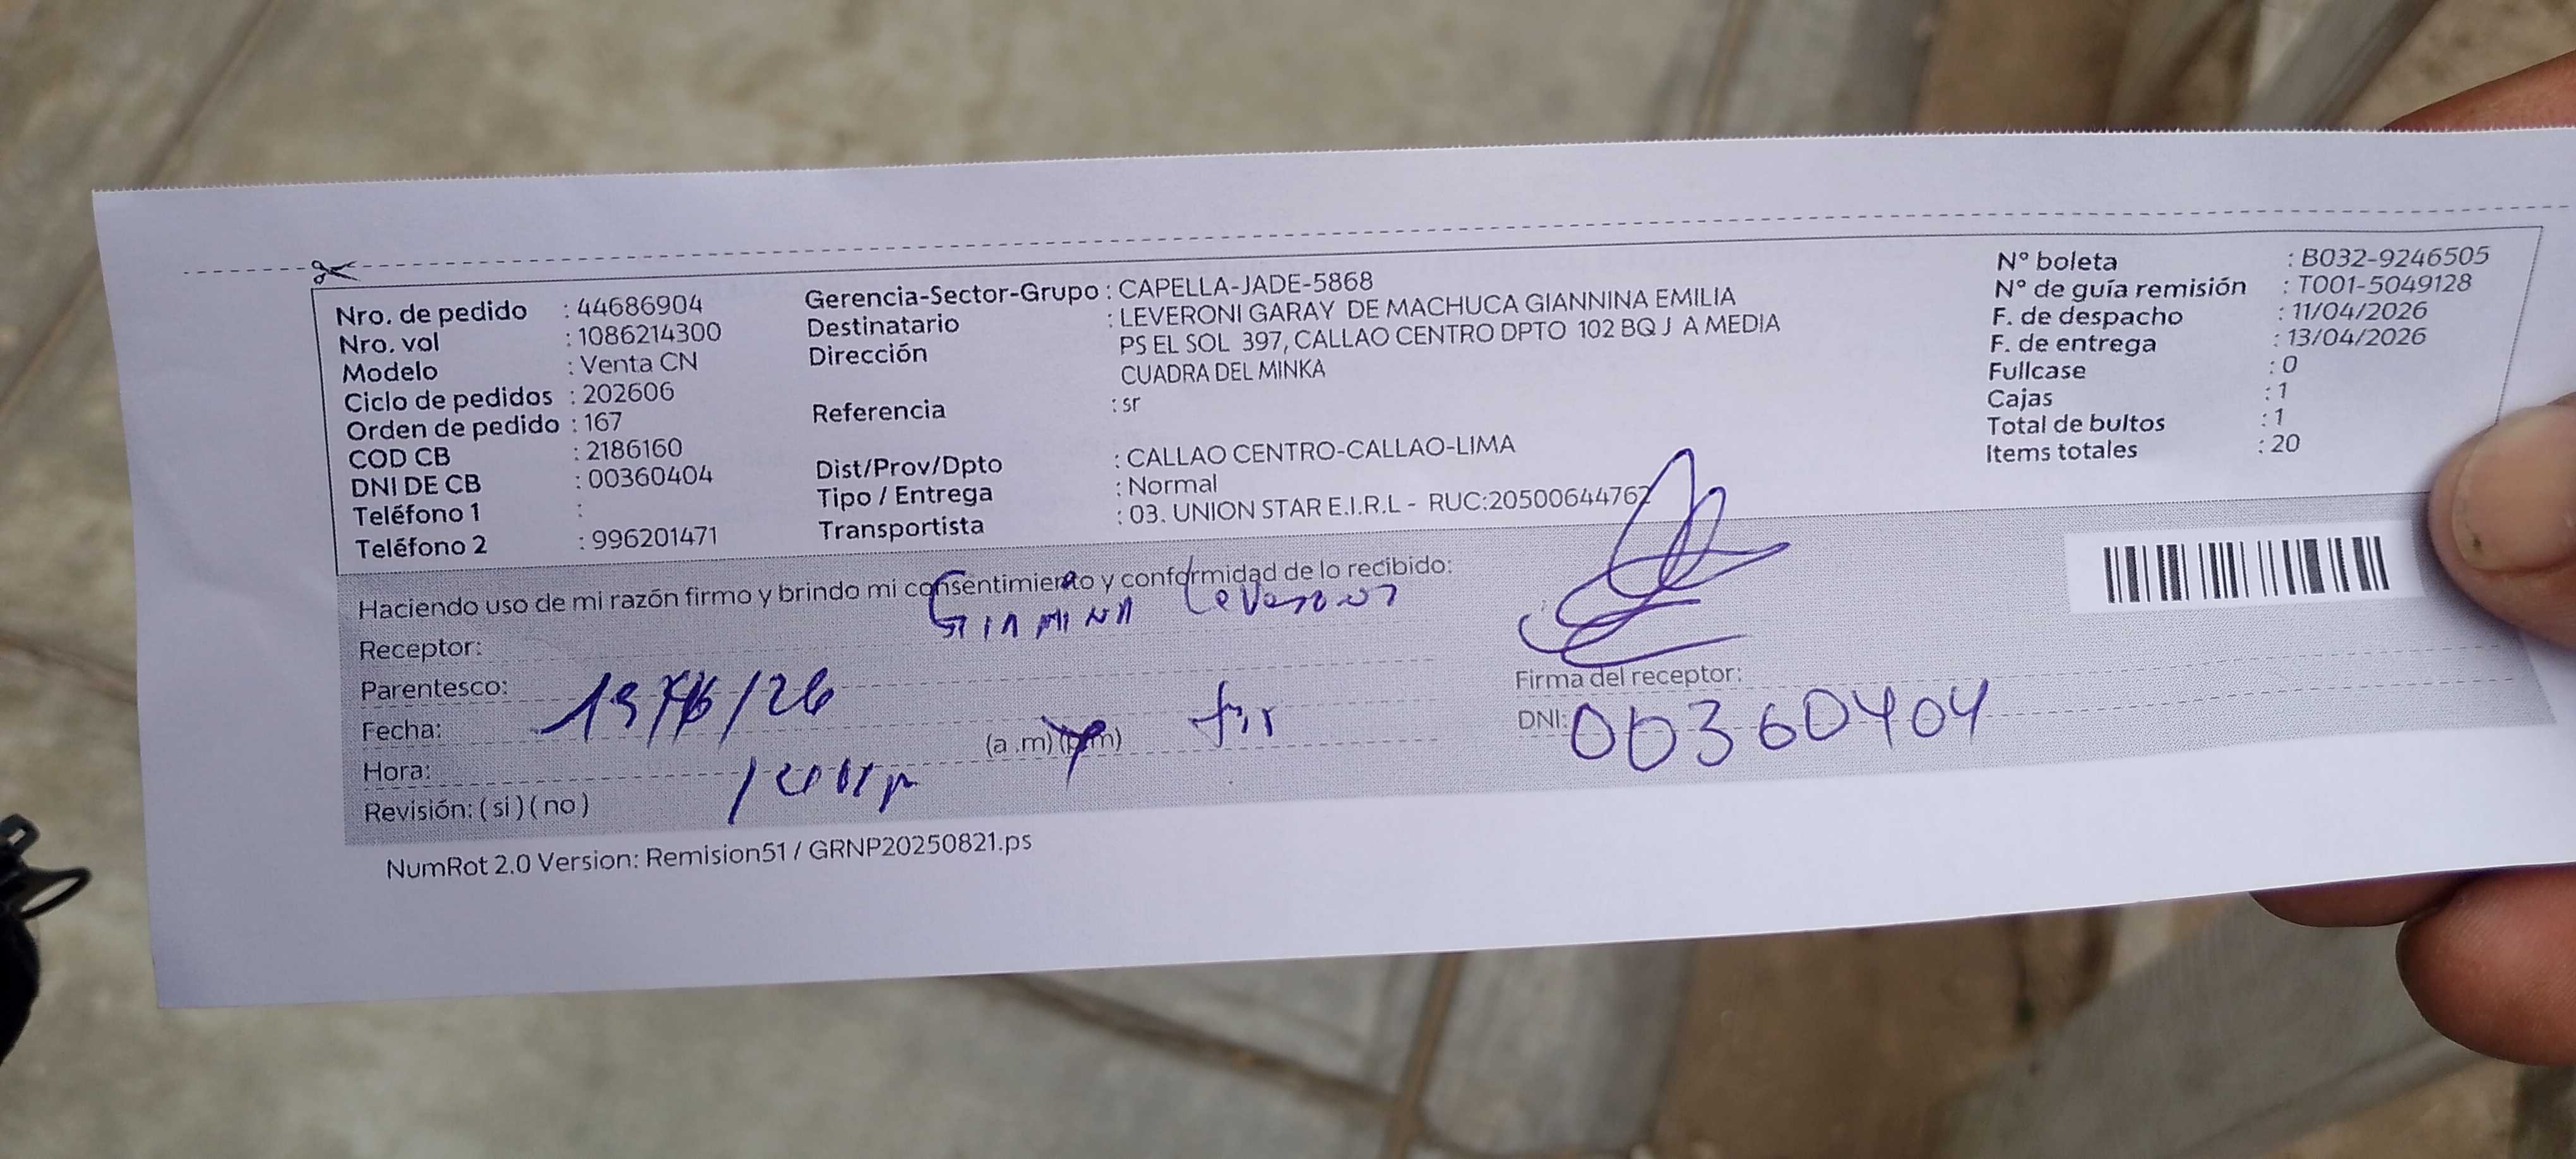 Nro. de pedido : 44686904
Nro. vol : 1086214300
Modelo : Venta CN
Ciclo de pedidos : 202606
Orden de pedido : 167
COD CB : 2186160
DNI DE CB : 00360404
Teléfono 1 :
Teléfono 2 : 996201471
Gerencia-Sector-Grupo : CAPELLA-JADE-5868
Destinatario : LEVERONI GARAY DE MACHUCA GIANNINA EMILIA
Dirección PS EL SOL 397, CALLAO CENTRO DPTO 102 BQ J A MEDIA
CUADRA DEL MINKA
Referencia : sr
Dist/Prov/Dpto : CALLAO CENTRO-CALLAO-LIMA
Tipo / Entrega : Normal
Transportista : 03. UNION STAR E.I.R.L - RUC:20500644762
N° boleta : B032-9246505
N° de guía remisión : T001-5049128
F. de despacho : 11/04/2026
F. de entrega : 13/04/2026
Fullcase : 0
Cajas : 1
Total de bultos : 1
Items totales : 20
Haciendo uso de mi razón firmo y brindo mi consentimiento y conformidad de lo recibido:
Receptor: Leveroni
Parentesco:
Fecha:
Hora: (a .m) (p.m)
Revisión: ( si ) ( no )
Firma del receptor:
DNI: 00360404
NumRot 2.0 Version: Remision51 / GRNP20250821.ps